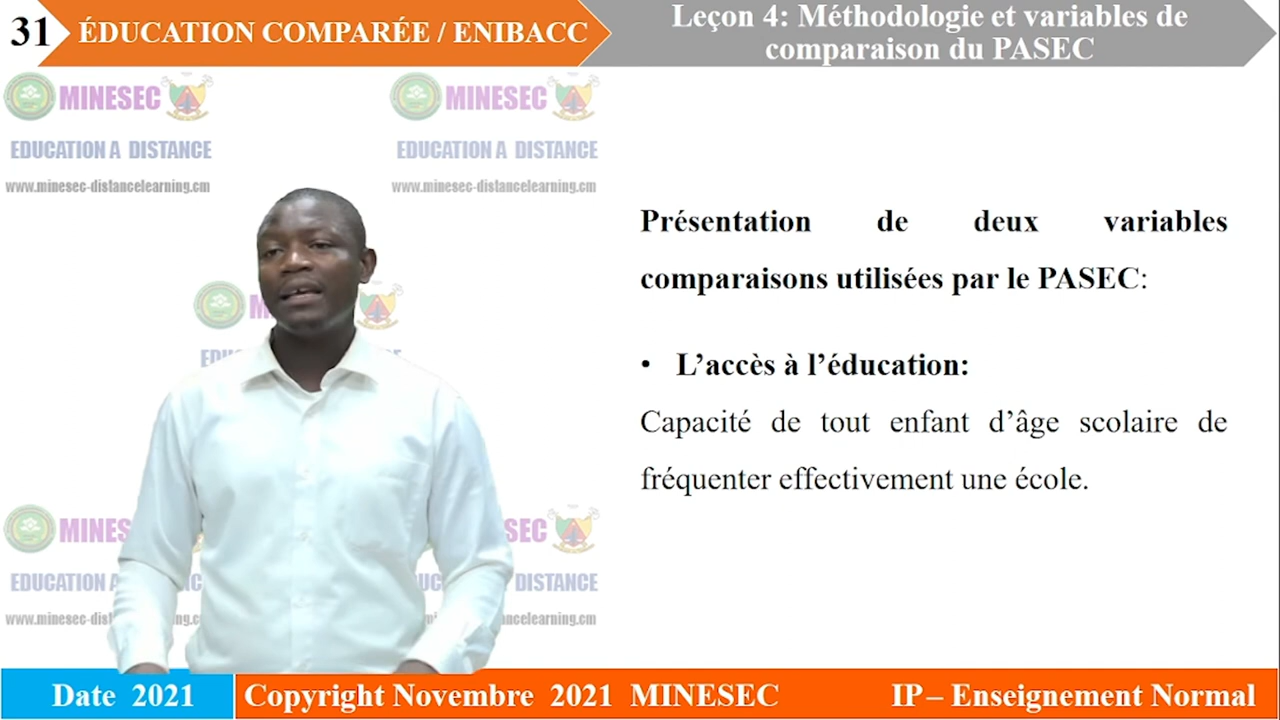 31
ÉDUCATION COMPARÉE / ENIBACC
Leçon 4: Méthodologie et variables de
comparaison du PASEC
MINESEC
MINESEC
EDUCATION A DISTANCE
EDUCATION A DISTANCE
www.minesec-distancelearning.cm
www.minesec-distancelearning.cm
Présentation de deux variables
comparaisons utilisées par le PASEC:
• L’accès à l’éducation:
Capacité de tout enfant d’âge scolaire de
fréquenter effectivement une école.
Date 2021
Copyright Novembre 2021 MINESEC
IP – Enseignement Normal